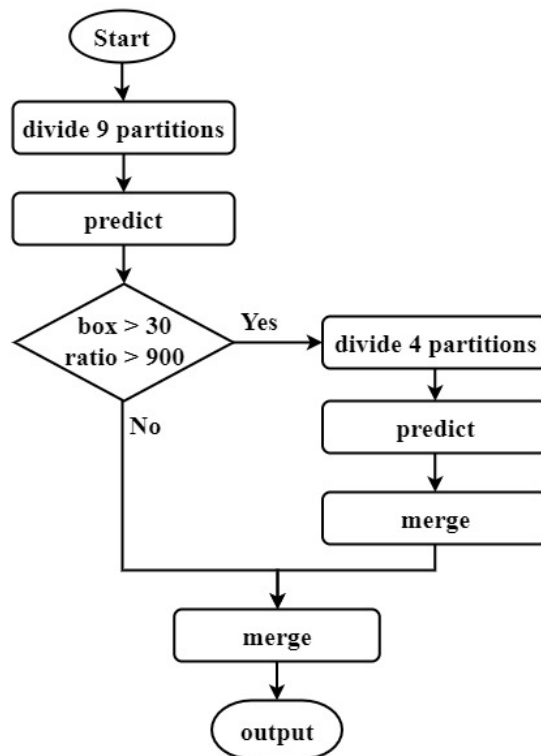 Start
divide 9 partitions
predict
box > 30
ratio > 900
Yes
No
divide 4 partitions
predict
merge
merge
output